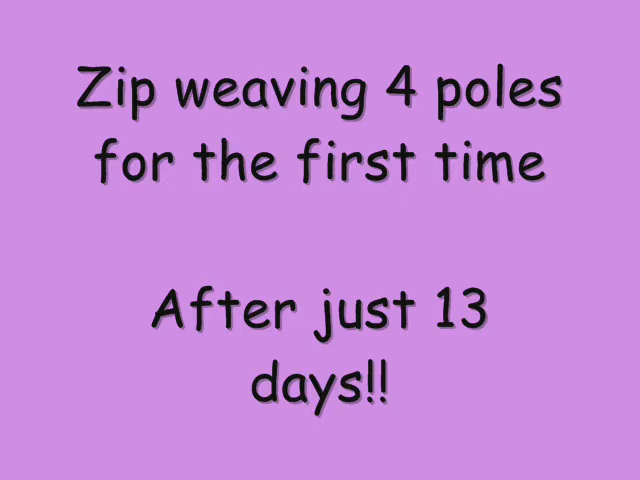 Zip weaving 4 poles
for the first time
After just 13
days!!